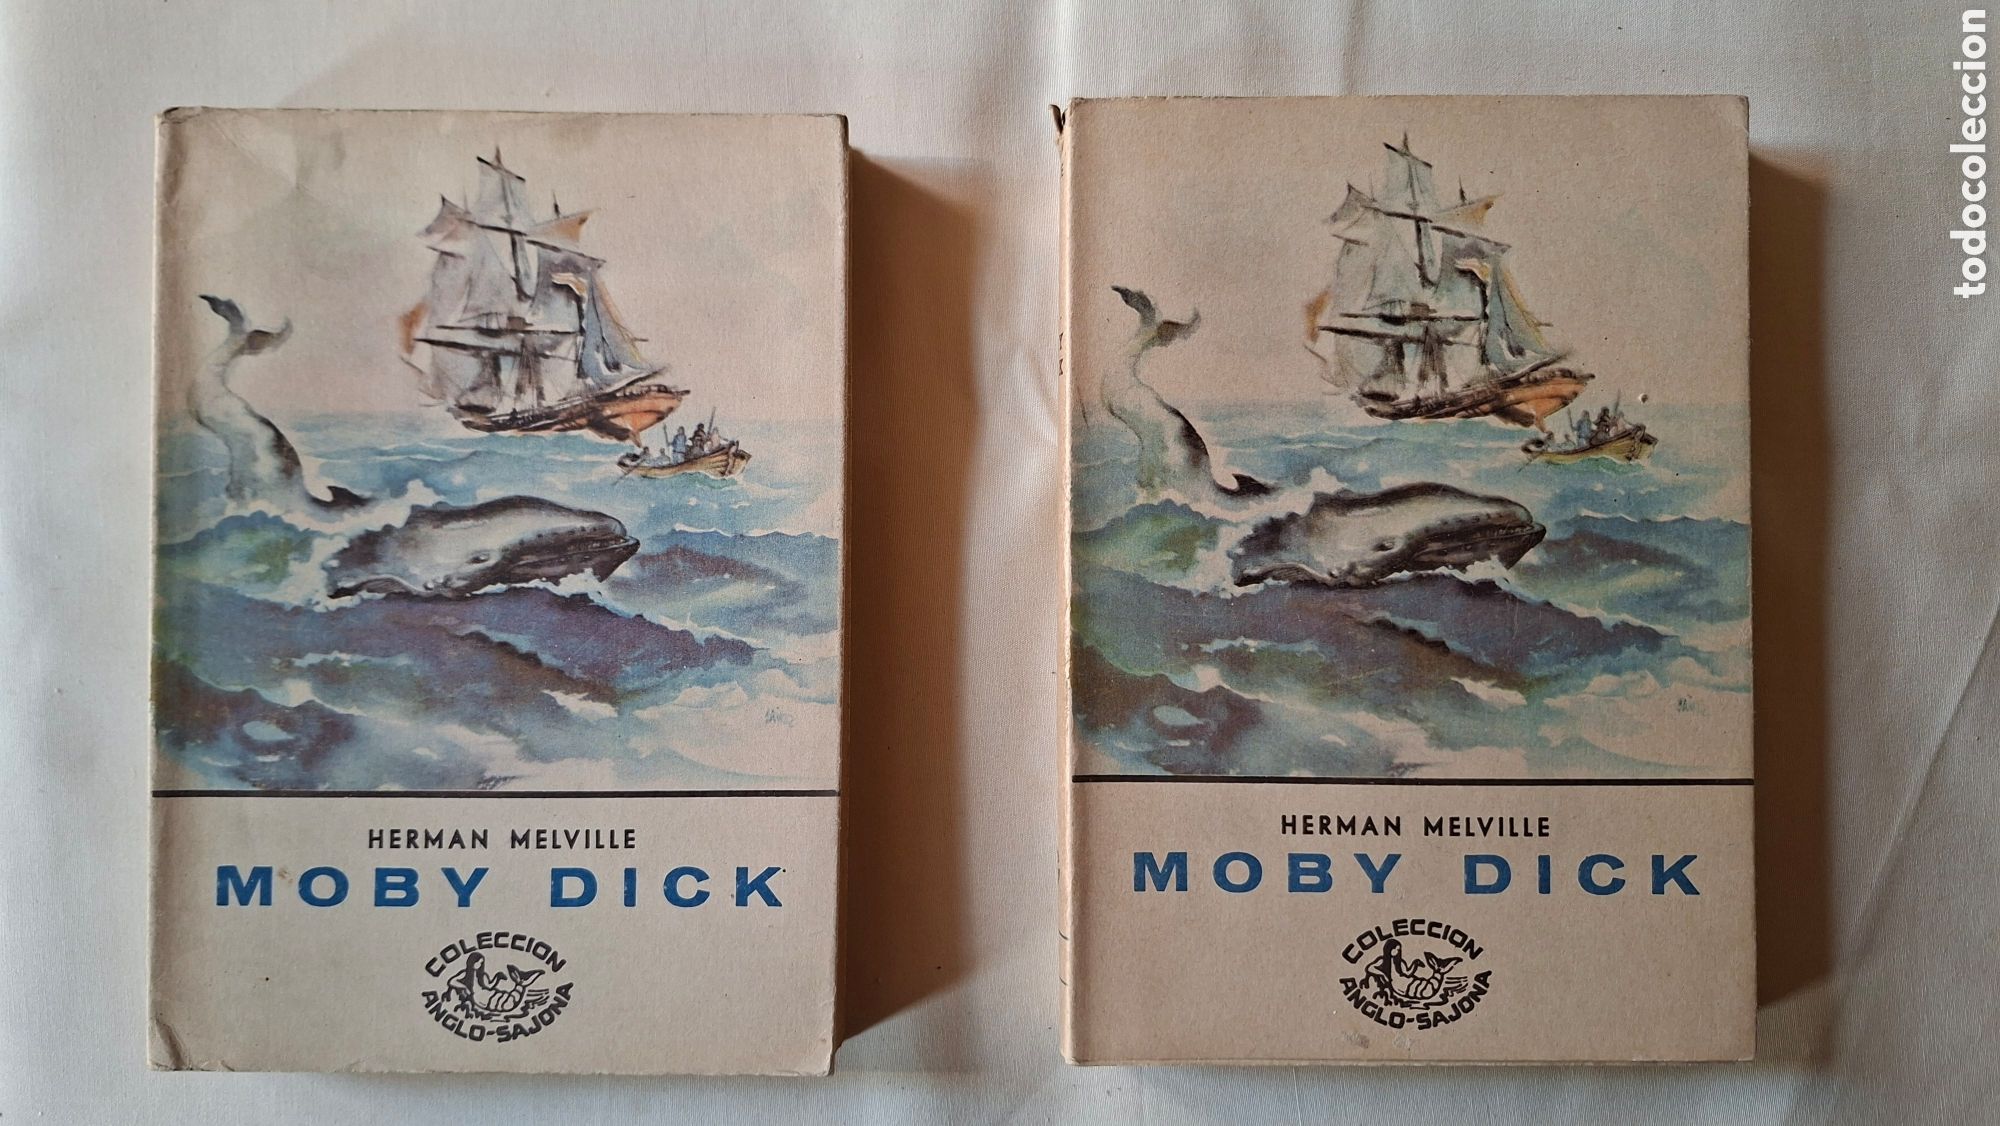 HERMAN MELVILLE
MOBY DICK
COLECCION
ANGLO-SAJONA
HERMAN MELVILLE
MOBY DICK
COLECCION
ANGLO-SAJONA
todocoleccion